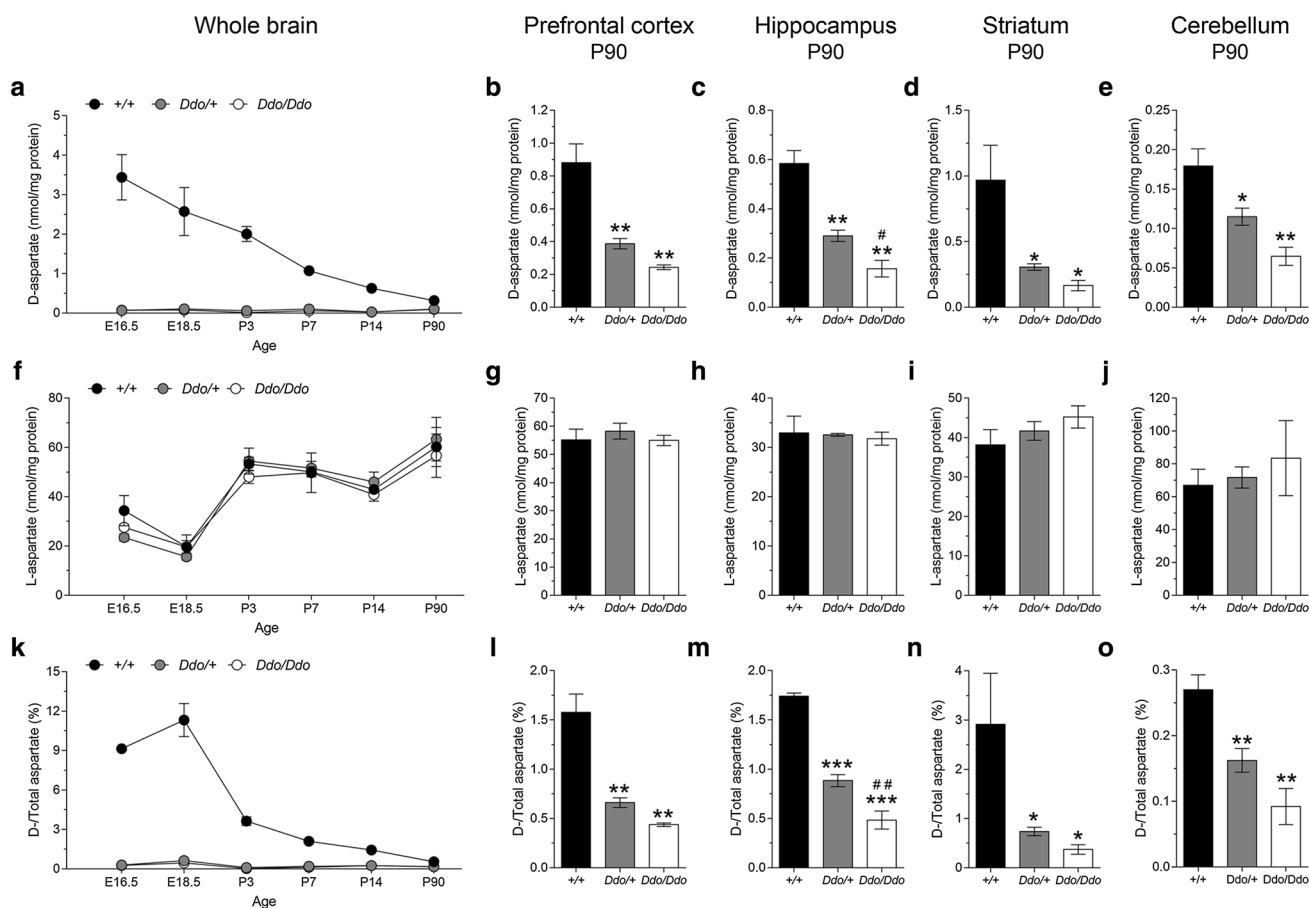 Whole brain
Prefrontal cortex
P90
Hippocampus
P90
Striatum
P90
Cerebellum
P90
a
+/+ Ddo/+ Ddo/Ddo
D-aspartate (nmol/mg protein)
5
4
3
2
1
0
E16.5 E18.5 P3 P7 P14 P90
Age
b
D-aspartate (nmol/mg protein)
1.2
1.0
0.8
0.6
0.4
0.2
0.0
** **
+/+ Ddo/+ Ddo/Ddo
c
D-aspartate (nmol/mg protein)
0.8
0.6
0.4
0.2
0.0
#
** **
+/+ Ddo/+ Ddo/Ddo
d
D-aspartate (nmol/mg protein)
1.5
1.0
0.5
0.0
* *
+/+ Ddo/+ Ddo/Ddo
e
D-aspartate (nmol/mg protein)
0.25
0.20
0.15
0.10
0.05
0.00
* **
+/+ Ddo/+ Ddo/Ddo
f
+/+ Ddo/+ Ddo/Ddo
L-aspartate (nmol/mg protein)
80
60
40
20
0
E16.5 E18.5 P3 P7 P14 P90
Age
g
L-aspartate (nmol/mg protein)
70
60
50
40
30
20
10
0
+/+ Ddo/+ Ddo/Ddo
h
L-aspartate (nmol/mg protein)
40
30
20
10
0
+/+ Ddo/+ Ddo/Ddo
i
L-aspartate (nmol/mg protein)
50
40
30
20
10
0
+/+ Ddo/+ Ddo/Ddo
j
L-aspartate (nmol/mg protein)
120
100
80
60
40
20
0
+/+ Ddo/+ Ddo/Ddo
k
+/+ Ddo/+ Ddo/Ddo
D-/Total aspartate (%)
15
12
9
6
3
0
E16.5 E18.5 P3 P7 P14 P90
Age
l
D-/Total aspartate (%)
2.0
1.5
1.0
0.5
0.0
** **
+/+ Ddo/+ Ddo/Ddo
m
D-/Total aspartate (%)
2.0
1.5
1.0
0.5
0.0
##
*** ***
+/+ Ddo/+ Ddo/Ddo
n
D-/Total aspartate (%)
4
3
2
1
0
* *
+/+ Ddo/+ Ddo/Ddo
o
D-/Total aspartate (%)
0.3
0.2
0.1
0.0
** **
+/+ Ddo/+ Ddo/Ddo